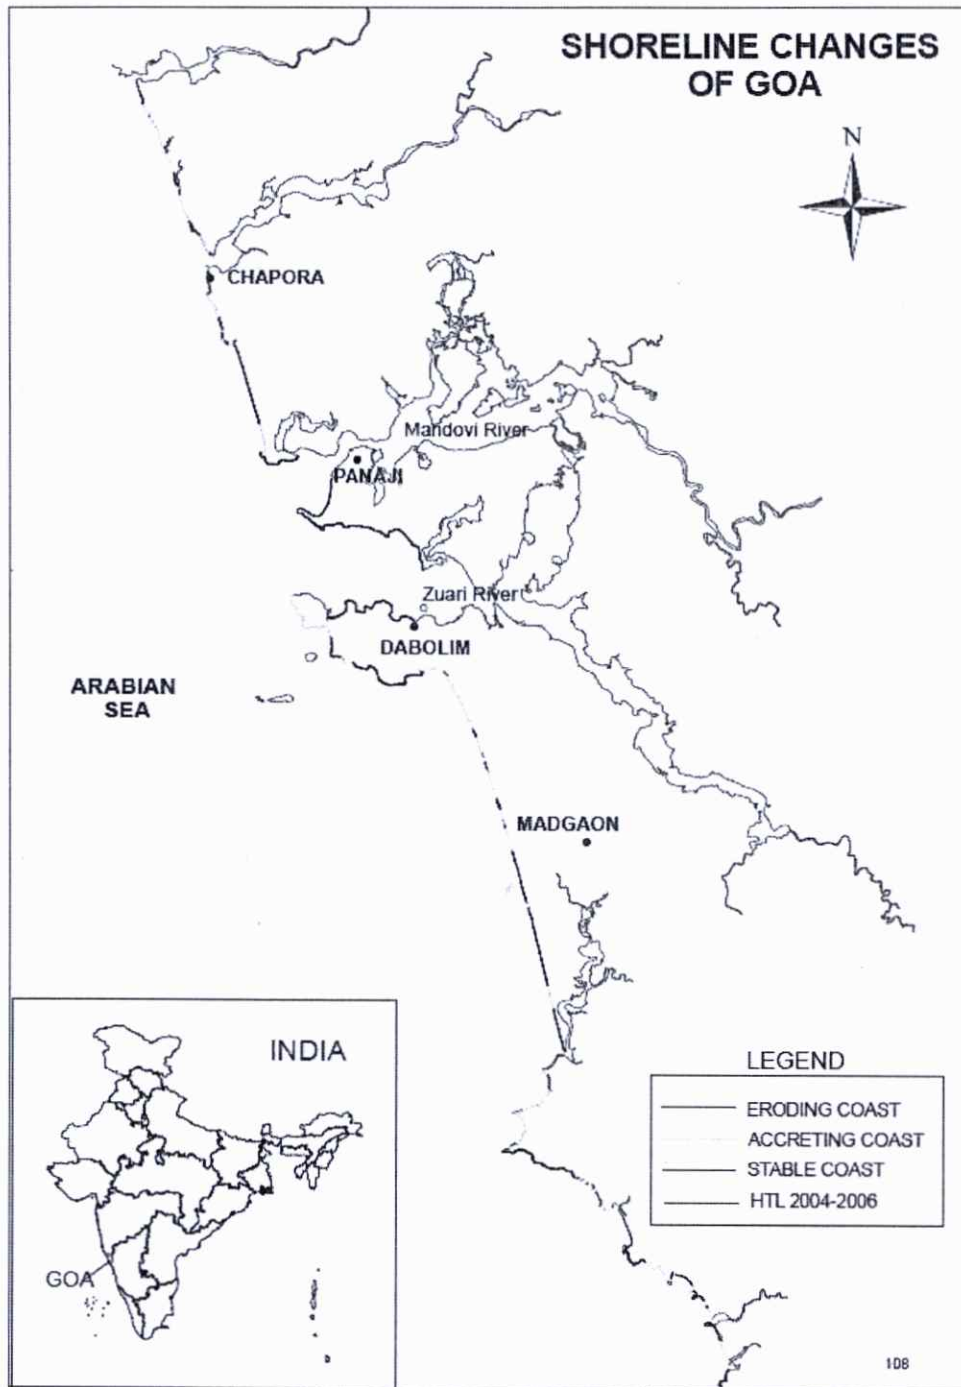 SHORELINE CHANGES
OF GOA
N
CHAPORA
Mandovi River
PANAJI
Zuari River
DABOLIM
ARABIAN
SEA
MADGAON
INDIA
GOA
LEGEND
ERODING COAST
ACCRETING COAST
STABLE COAST
HTL 2004-2006
108